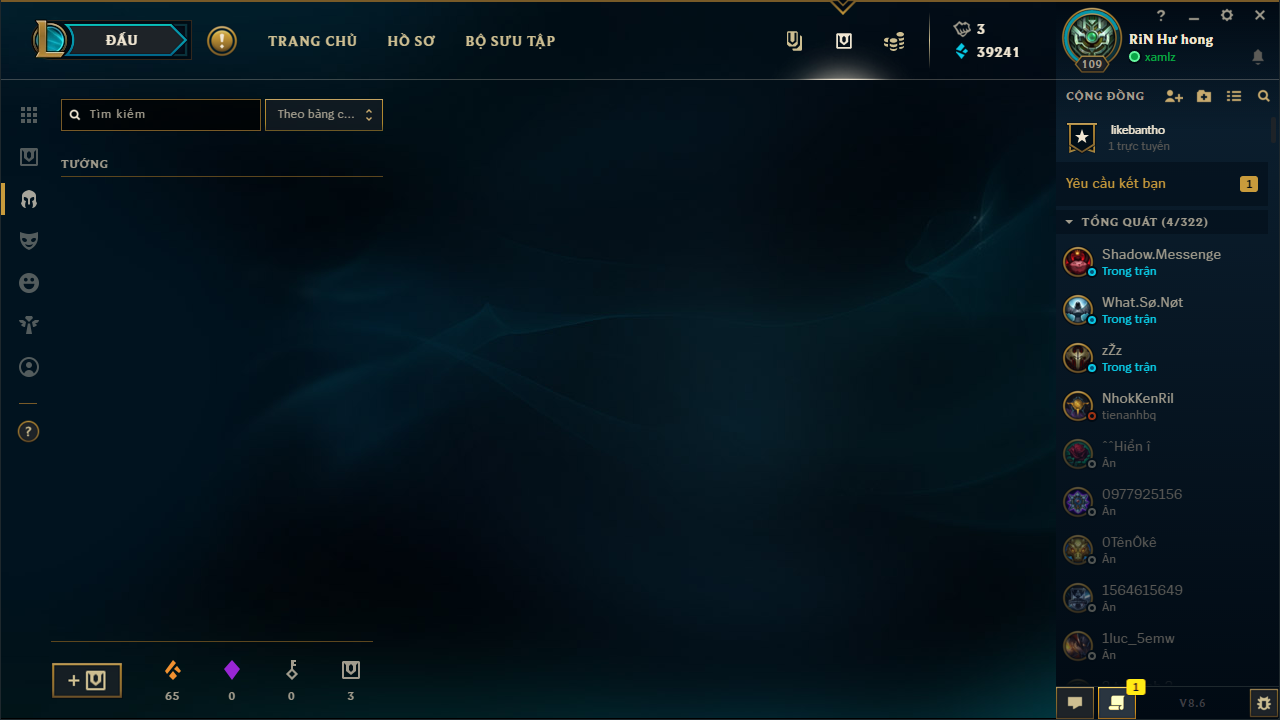 ĐẤU
!
TRANG CHỦ
HỒ SƠ
BỘ SƯU TẬP
3
39241
109
?
RiN Hư hong
xamlz
Tìm kiếm
Theo bảng c...
TƯỚNG
?
65
0
0
3
CỘNG ĐỒNG
likebantho
1 trực tuyến
Yêu cầu kết bạn
1
TỔNG QUÁT (4/322)
Shadow.Messenge
Trong trận
What.Sø.Nøt
Trong trận
zŽz
Trong trận
NhokKenRil
tienanhbq
ˆˆHiền î
Ẩn
0977925156
Ẩn
0TênÔkê
Ẩn
1564615649
Ẩn
1luc_5emw
Ẩn
1
V8.6